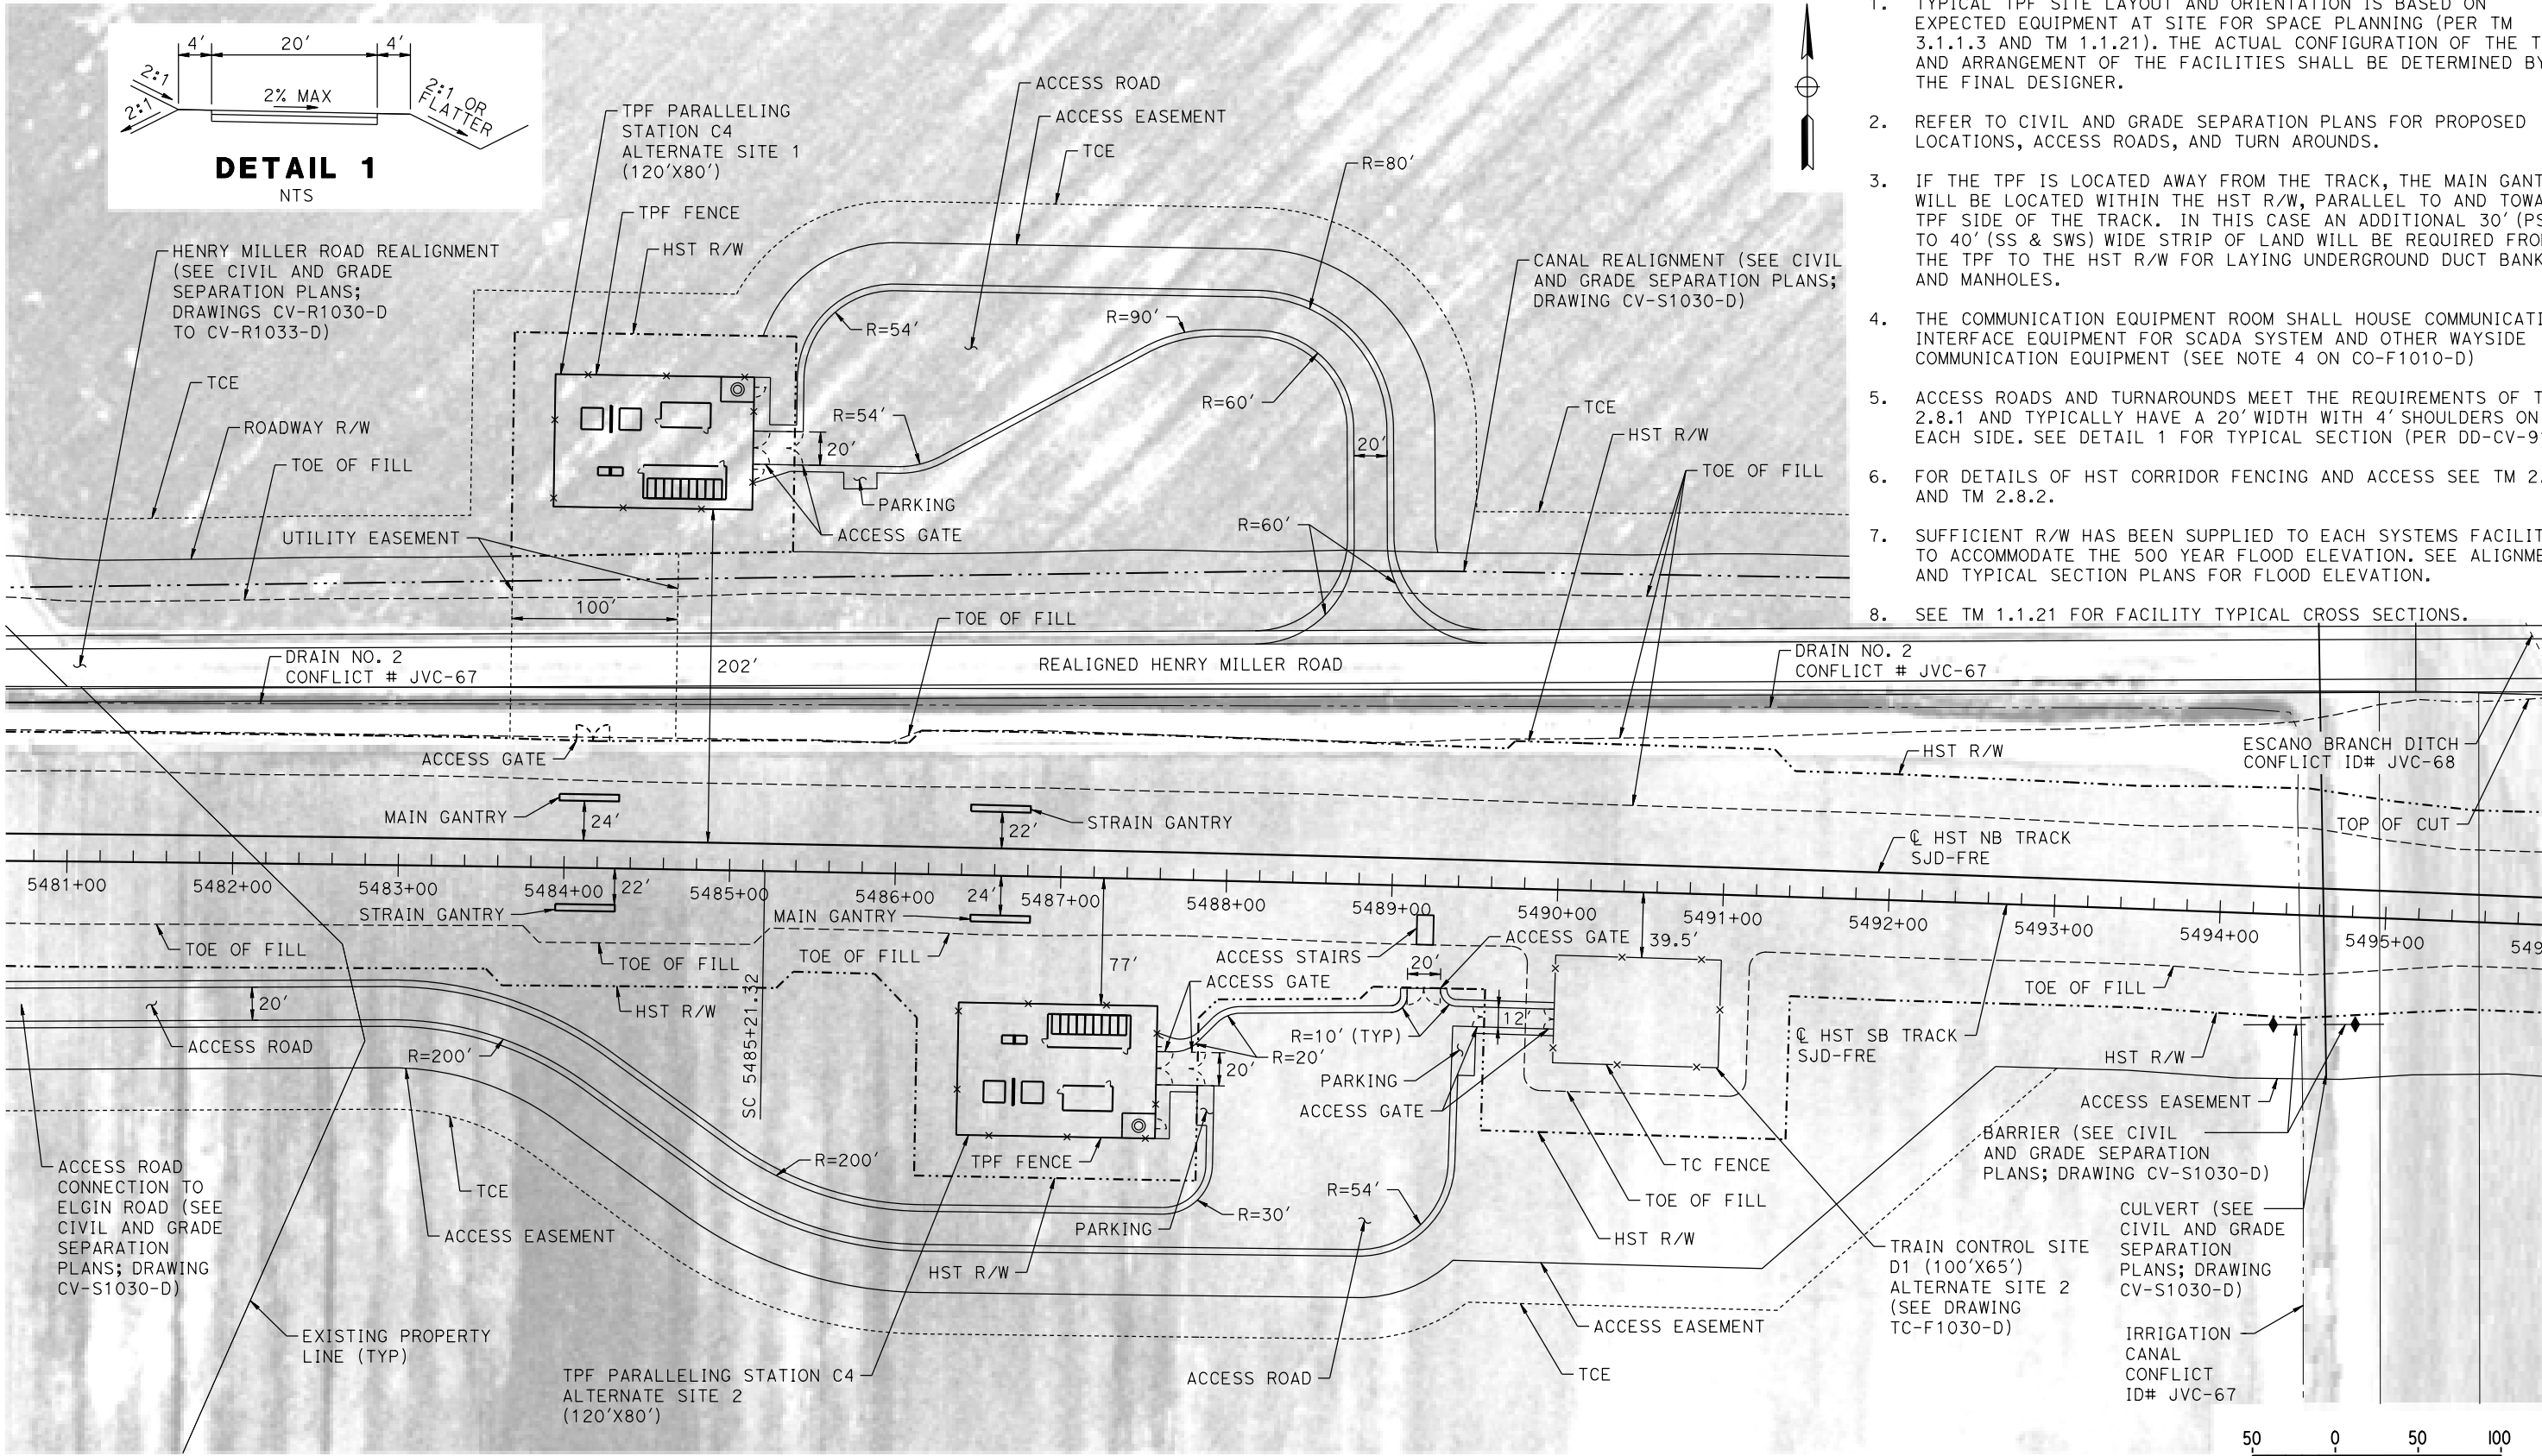 4' 20' 4'
2:1
2:1
2% MAX
2:1 OR
FLATTER
DETAIL 1
NTS
TPF PARALLELING
STATION C4
ALTERNATE SITE 1
(120'X80')
TPF FENCE
HST R/W
ACCESS ROAD
ACCESS EASEMENT
TCE
R=80'
HENRY MILLER ROAD REALIGNMENT
(SEE CIVIL AND GRADE
SEPARATION PLANS;
DRAWINGS CV-R1030-D
TO CV-R1033-D)
TCE
ROADWAY R/W
TOE OF FILL
UTILITY EASEMENT
100'
R=54'
R=90'
R=54'
R=60'
20'
20'
PARKING
ACCESS GATE
R=60'
CANAL REALIGNMENT (SEE CIVIL
AND GRADE SEPARATION PLANS;
DRAWING CV-S1030-D)
TCE
HST R/W
TOE OF FILL
1. TYPICAL TPF SITE LAYOUT AND ORIENTATION IS BASED ON
EXPECTED EQUIPMENT AT SITE FOR SPACE PLANNING (PER TM
3.1.1.3 AND TM 1.1.21). THE ACTUAL CONFIGURATION OF THE
AND ARRANGEMENT OF THE FACILITIES SHALL BE DETERMINED BY
THE FINAL DESIGNER.
2. REFER TO CIVIL AND GRADE SEPARATION PLANS FOR PROPOSED
LOCATIONS, ACCESS ROADS, AND TURN AROUNDS.
3. IF THE TPF IS LOCATED AWAY FROM THE TRACK, THE MAIN
WILL BE LOCATED WITHIN THE HST R/W, PARALLEL TO AND
TPF SIDE OF THE TRACK. IN THIS CASE AN ADDITIONAL 30'
TO 40' (SS & SWS) WIDE STRIP OF LAND WILL BE REQUIRED
THE TPF TO THE HST R/W FOR LAYING UNDERGROUND DUCT BANK
AND MANHOLES.
4. THE COMMUNICATION EQUIPMENT ROOM SHALL HOUSE
INTERFACE EQUIPMENT FOR SCADA SYSTEM AND OTHER WAYSIDE
COMMUNICATION EQUIPMENT (SEE NOTE 4 ON CO-F1010-D)
5. ACCESS ROADS AND TURNAROUNDS MEET THE REQUIREMENTS OF
2.8.1 AND TYPICALLY HAVE A 20' WIDTH WITH 4' SHOULDERS ON
EACH SIDE. SEE DETAIL 1 FOR TYPICAL SECTION (PER
6. FOR DETAILS OF HST CORRIDOR FENCING AND ACCESS SEE TM
AND TM 2.8.2.
7. SUFFICIENT R/W HAS BEEN SUPPLIED TO EACH SYSTEMS
TO ACCOMMODATE THE 500 YEAR FLOOD ELEVATION. SEE
AND TYPICAL SECTION PLANS FOR FLOOD ELEVATION.
8. SEE TM 1.1.21 FOR FACILITY TYPICAL CROSS SECTIONS.
TOE OF FILL
DRAIN NO. 2
CONFLICT # JVC-67
202'
REALIGNED HENRY MILLER ROAD
DRAIN NO. 2
CONFLICT # JVC-67
ACCESS GATE
HST R/W
ESCANO BRANCH DITCH
CONFLICT ID# JVC-68
TOP OF CUT
MAIN GANTRY
24'
STRAIN GANTRY
22'
℄ HST NB TRACK
SJD-FRE
5481+00 5482+00 5483+00 5484+00 5485+00 5486+00 5487+00 5488+00 5489+00 5490+00 5491+00 5492+00 5493+00 5494+00 5495+00
22'
24'
STRAIN GANTRY
MAIN GANTRY
TOE OF FILL
TOE OF FILL
TOE OF FILL
HST R/W
SC 5485+21.32
77'
ACCESS STAIRS
ACCESS GATE
39.5'
20'
ACCESS GATE
12'
R=10' (TYP)
R=20'
20'
PARKING
ACCESS GATE
TOE OF FILL
℄ HST SB TRACK
SJD-FRE
HST R/W
ACCESS EASEMENT
BARRIER (SEE CIVIL
AND GRADE SEPARATION
PLANS; DRAWING CV-S1030-D)
20'
ACCESS ROAD
R=200'
R=200'
TCE
ACCESS EASEMENT
ACCESS ROAD
CONNECTION TO
ELGIN ROAD (SEE
CIVIL AND GRADE
SEPARATION
PLANS; DRAWING
CV-S1030-D)
EXISTING PROPERTY
LINE (TYP)
TPF FENCE
HST R/W
PARKING
R=30'
R=54'
TC FENCE
TOE OF FILL
HST R/W
TRAIN CONTROL SITE
D1 (100'X65')
ALTERNATE SITE 2
(SEE DRAWING
TC-F1030-D)
CULVERT (SEE
CIVIL AND GRADE
SEPARATION
PLANS; DRAWING
CV-S1030-D)
IRRIGATION
CANAL
CONFLICT
ID# JVC-67
ACCESS EASEMENT
TCE
ACCESS ROAD
TPF PARALLELING STATION C4
ALTERNATE SITE 2
(120'X80')
50 0 50 100